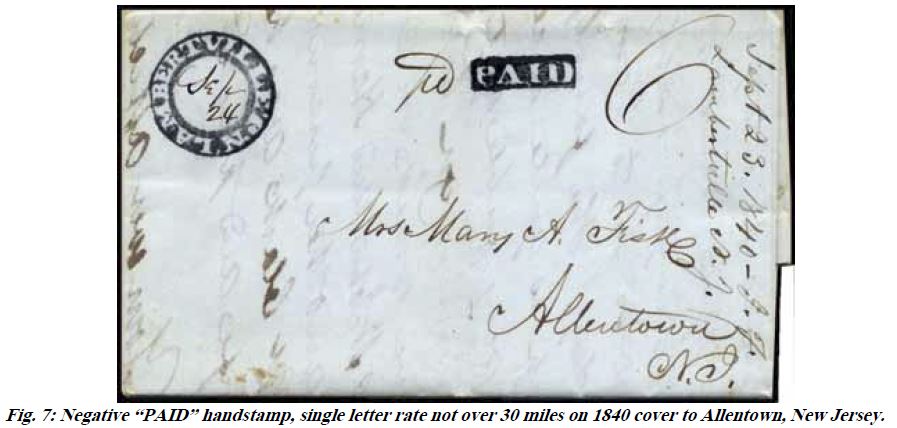 LAMBERTVILLE
Sep
24
pd PAID
6
Mrs Mary A. Fisk
Allentown
N.J.
Sept 23. 1840 –
Lambertville N.J.
Fig. 7: Negative “PAID” handstamp, single letter rate not over 30 miles on 1840 cover to Allentown, New Jersey.